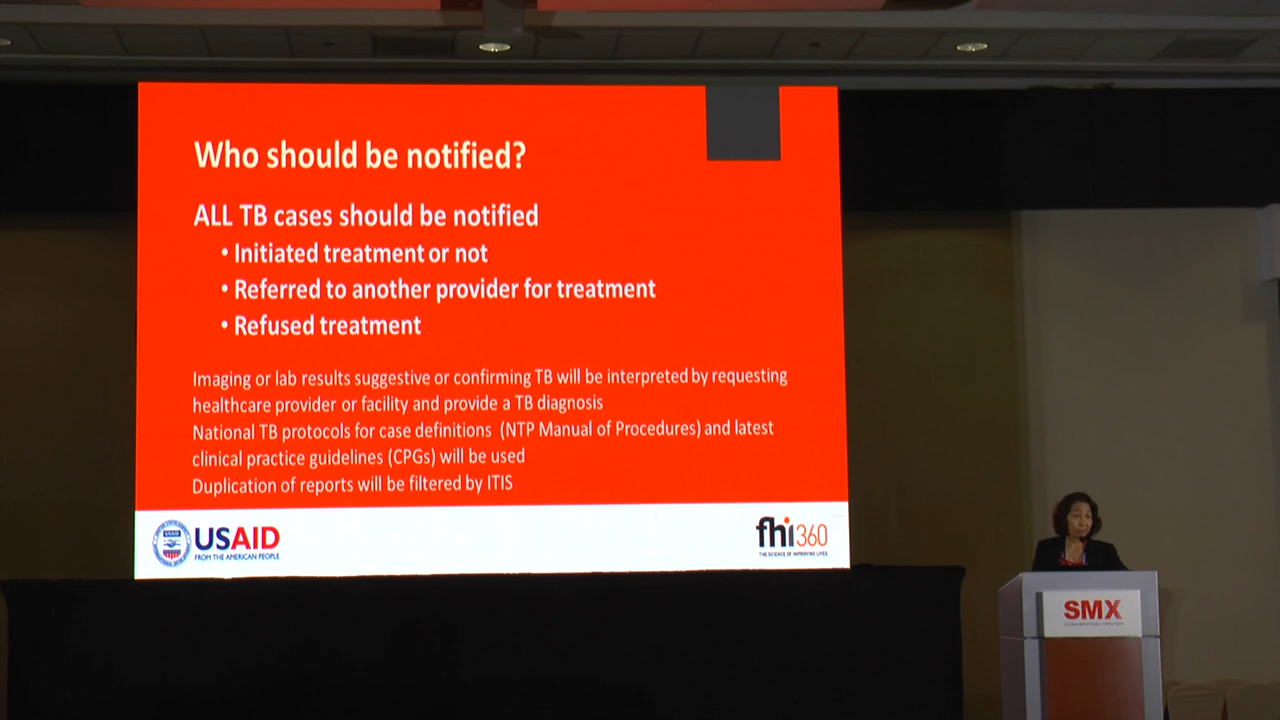 Who should be notified?
ALL TB cases should be notified
• Initiated treatment or not
• Referred to another provider for treatment
• Refused treatment
Imaging or lab results suggestive or confirming TB will be interpreted by requesting
healthcare provider or facility and provide a TB diagnosis
National TB protocols for case definitions (NTP Manual of Procedures) and latest
clinical practice guidelines (CPGs) will be used
Duplication of reports will be filtered by ITIS
USAID
USAID
FROM THE AMERICAN PEOPLE
fhi360
THE SCIENCE OF IMPROVING LIVES
SMX
CONVENTION CENTER